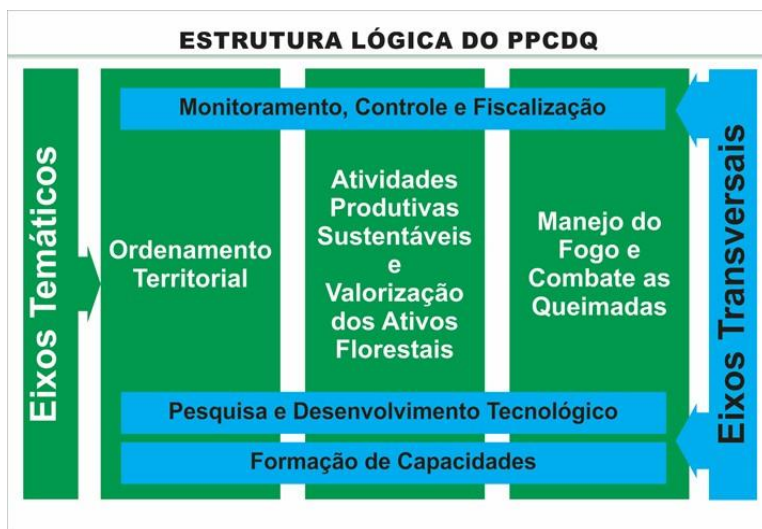 ESTRUTURA LÓGICA DO PPCDQ
Eixos Temáticos
Monitoramento, Controle e Fiscalização
Ordenamento
Territorial
Atividades
Produtivas
Sustentáveis
e
Valorização
dos Ativos
Florestais
Manejo do
Fogo e
Combate as
Queimadas
Pesquisa e Desenvolvimento Tecnológico
Formação de Capacidades
Eixos Transversais